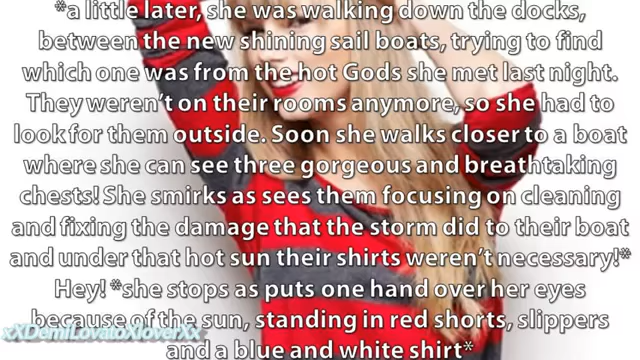 *a little later, she was walking down the docks,
between the new shining sail boats, trying to find
which one was from the hot Gods she met last night.
They weren't on their rooms anymore, so she had to
look for them outside. Soon she walks closer to a boat
where she can see three gorgeous and breathtaking
chests! She smirks as sees them focusing on cleaning
and fixing the damage that the storm did to their boat
and under that hot sun their shirts weren't necessary!*
Hey! *she stops as puts one hand over her eyes
because of the sun, standing in red shorts, slippers
and a blue and white shirt*
xXDemiLovatoXloverXx